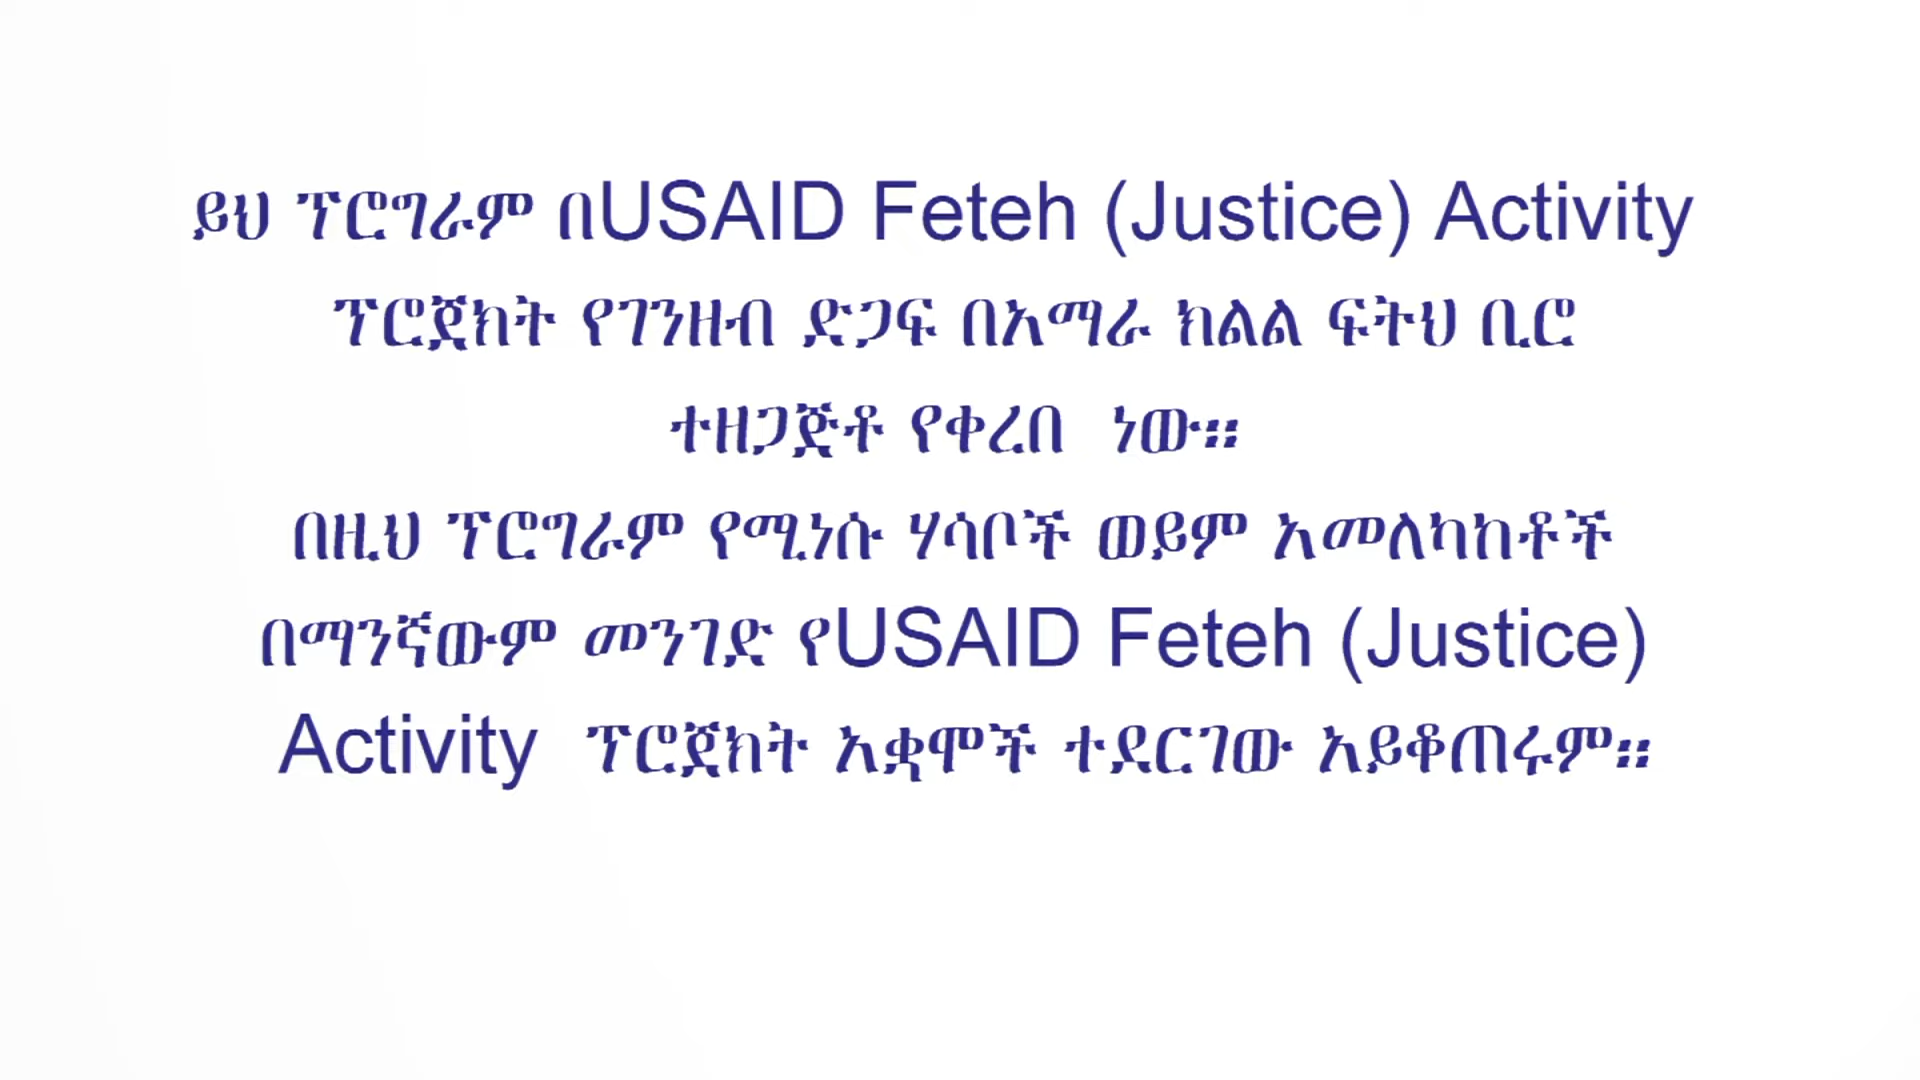 ይህ ፕሮግራም በUSAID Feteh (Justice) Activity
ፕሮጀክት የገንዘብ ድጋፍ በአማራ ክልል ፍትህ ቢሮ
ተዘጋጅቶ የቀረበ  ነው።
በዚህ ፕሮግራም የሚነሱ ሃሳቦች ወይም አመለካከቶች
በማንኛውም መንገድ የUSAID Feteh (Justice)
Activity  ፕሮጀክት አቋሞች ተደርገው አይቆጠሩም።